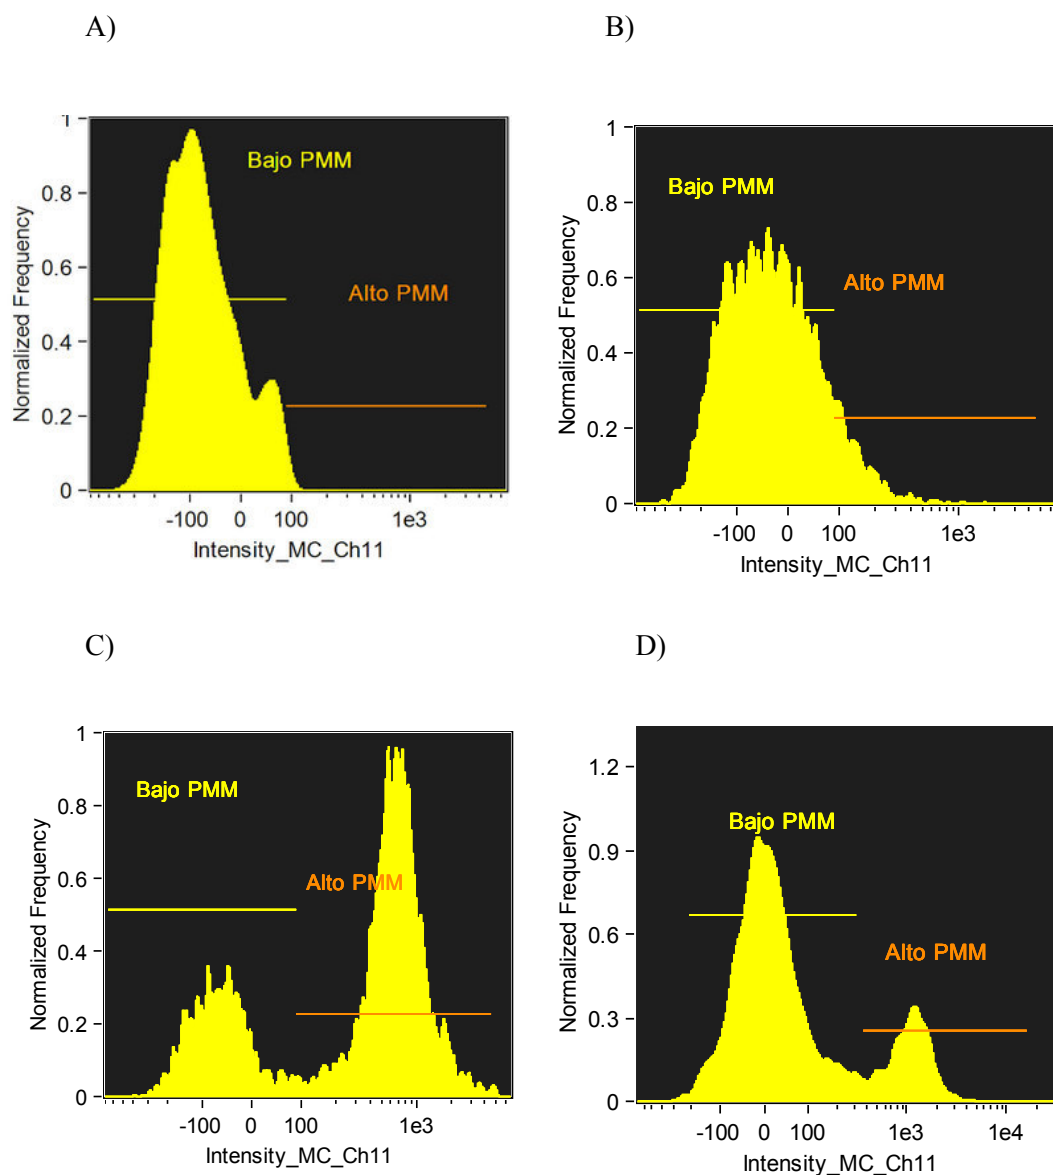 A)
1
0.8
0.6
0.4
0.2
0
Normalized Frequency
Bajo PMM
Alto PMM
-100 0 100 1e3
Intensity_MC_Ch11
B)
1
0.8
0.6
0.4
0.2
0
Normalized Frequency
Bajo PMM
Alto PMM
-100 0 100 1e3
Intensity_MC_Ch11
C)
1
0.8
0.6
0.4
0.2
0
Normalized Frequency
Bajo PMM
Alto PMM
-100 0 100 1e3
Intensity_MC_Ch11
D)
1.2
0.9
0.6
0.3
0
Normalized Frequency
Bajo PMM
Alto PMM
-100 0 100 1e3 1e4
Intensity_MC_Ch11